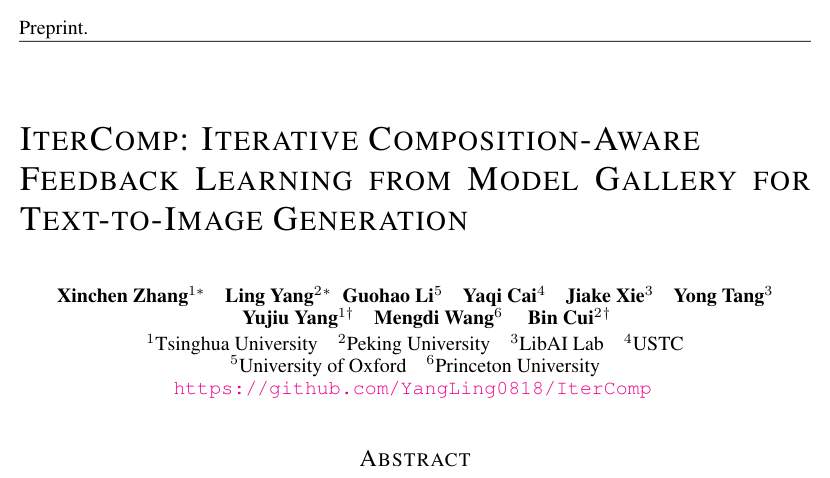 Preprint.
ITERCOMP: ITERATIVE COMPOSITION-AWARE
FEEDBACK LEARNING FROM MODEL GALLERY FOR
TEXT-TO-IMAGE GENERATION
Xinchen Zhang¹* Ling Yang²* Guohao Li⁵ Yaqi Cai⁴ Jiake Xie³ Yong Tang³
Yujiu Yang¹† Mengdi Wang⁶ Bin Cui²†
¹Tsinghua University ²Peking University ³LibAI Lab ⁴USTC
⁵University of Oxford ⁶Princeton University
https://github.com/YangLing0818/IterComp
ABSTRACT